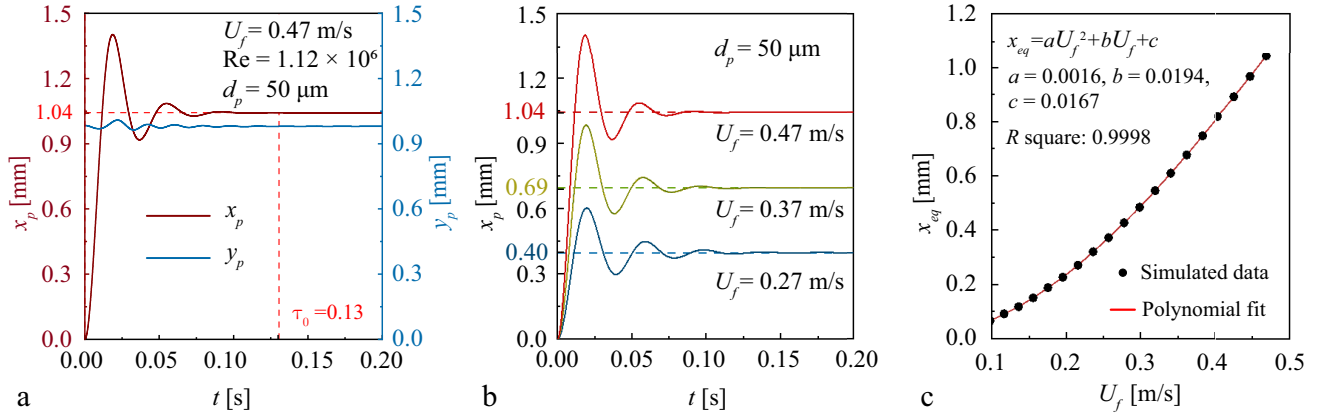 1.5
1.2
1.04
0.9
0.6
0.3
0.0
x_p [mm]
U_f = 0.47 m/s
Re = 1.12 × 10⁶
d_p = 50 μm
x_p
y_p
τ₀ =0.13
1.5
1.2
0.9
0.6
0.3
0.0
y_p [mm]
0.00 0.05 0.10 0.15 0.20
t [s]
a
1.5
1.2
1.04
0.9
0.69
0.6
0.40
0.3
0.0
x_p [mm]
d_p = 50 μm
U_f = 0.47 m/s
U_f = 0.37 m/s
U_f = 0.27 m/s
0.00 0.05 0.10 0.15 0.20
t [s]
b
1.2
1.0
0.8
0.6
0.4
0.2
0.0
x_eq [mm]
x_eq=aU_f²+bU_f+c
a = 0.0016, b = 0.0194,
c = 0.0167
R square: 0.9998
Simulated data
Polynomial fit
0.1 0.2 0.3 0.4 0.5
U_f [m/s]
c